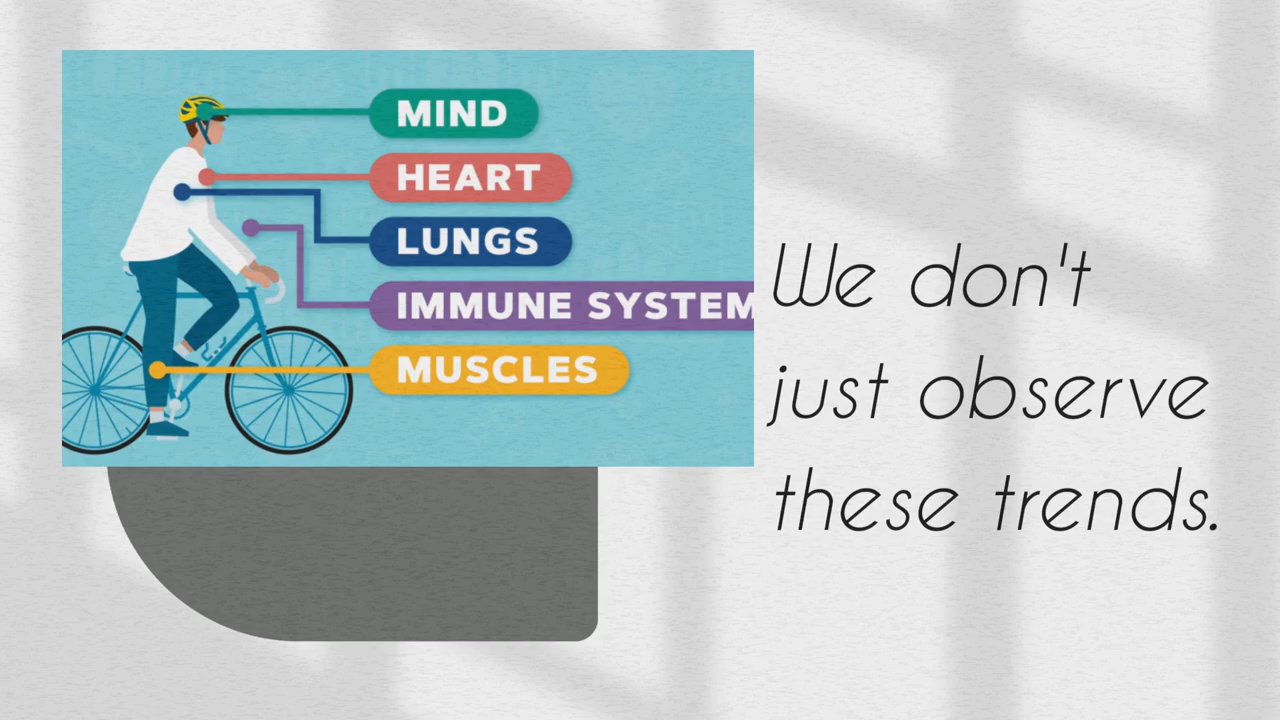 MIND
HEART
LUNGS
IMMUNE SYSTEM
MUSCLES
We don't
just observe
these trends.